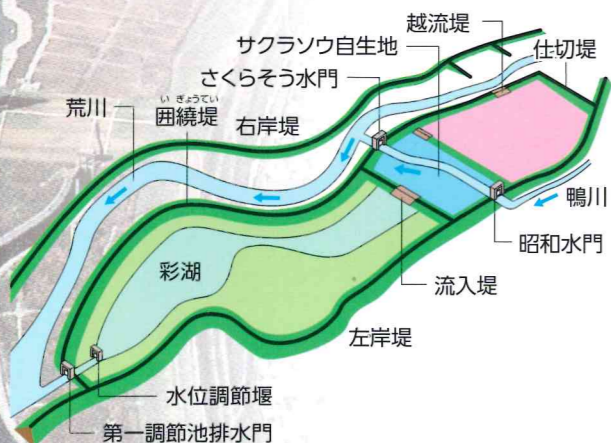 越流堤
サクラソウ自生地
仕切堤
さくらそう水門
荒川
いぎょうてい
囲繞堤
右岸堤
鴨川
昭和水門
彩湖
流入堤
左岸堤
水位調節堰
第一調節池排水門